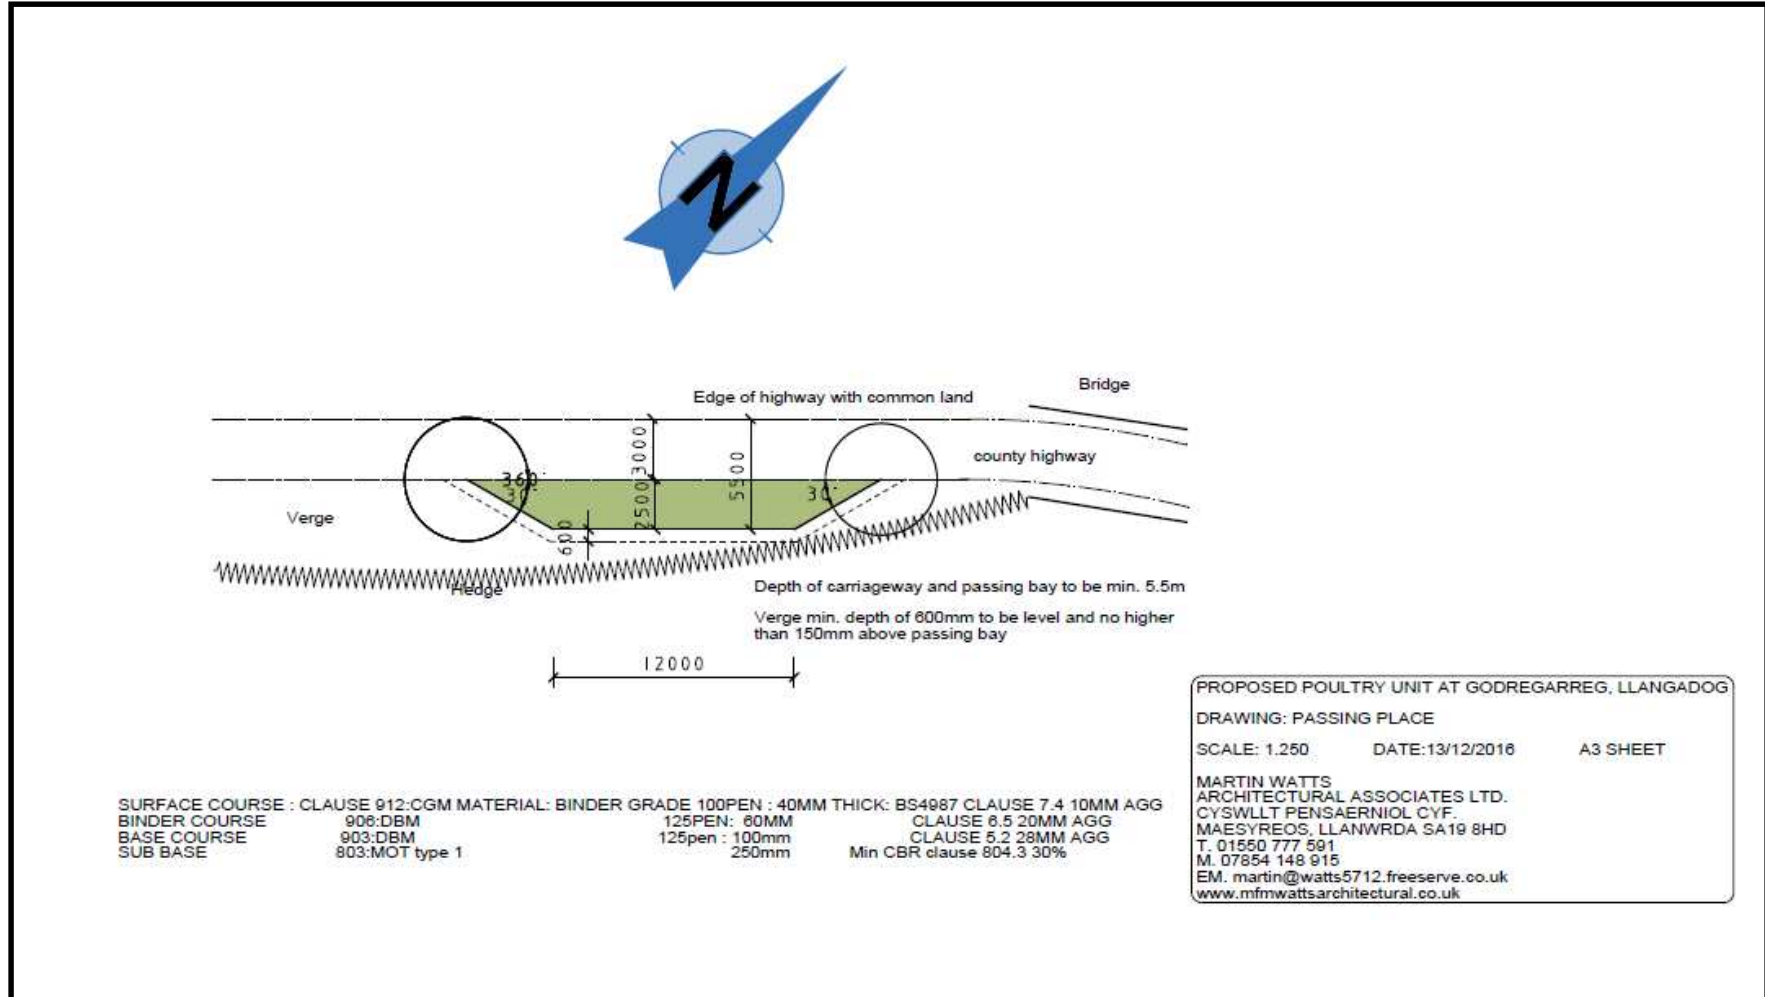 N
Bridge
Edge of highway with common land
county highway
3000
5500
2500
360°
30°
30°
600
Verge
Hedge
Depth of carriageway and passing bay to be min. 5.5m
Verge min. depth of 600mm to be level and no higher
than 150mm above passing bay
12000
PROPOSED POULTRY UNIT AT GODREGARREG, LLANGADOG
DRAWING: PASSING PLACE
SCALE: 1.250 DATE:13/12/2016 A3 SHEET
MARTIN WATTS
ARCHITECTURAL ASSOCIATES LTD.
CYSWLLT PENSAERNIOL CYF.
MAESYREOS, LLANWRDA SA19 8HD
T. 01550 777 591
M. 07854 148 915
EM. martin@watts5712.freeserve.co.uk
www.mfmwattsarchitectural.co.uk
SURFACE COURSE : CLAUSE 912:CGM MATERIAL: BINDER GRADE 100PEN : 40MM THICK: BS4987 CLAUSE 7.4 10MM AGG
BINDER COURSE 906:DBM 125PEN: 60MM CLAUSE 6.5 20MM AGG
BASE COURSE 903:DBM 125pen : 100mm CLAUSE 5.2 28MM AGG
SUB BASE 803:MOT type 1 250mm Min CBR clause 804.3 30%